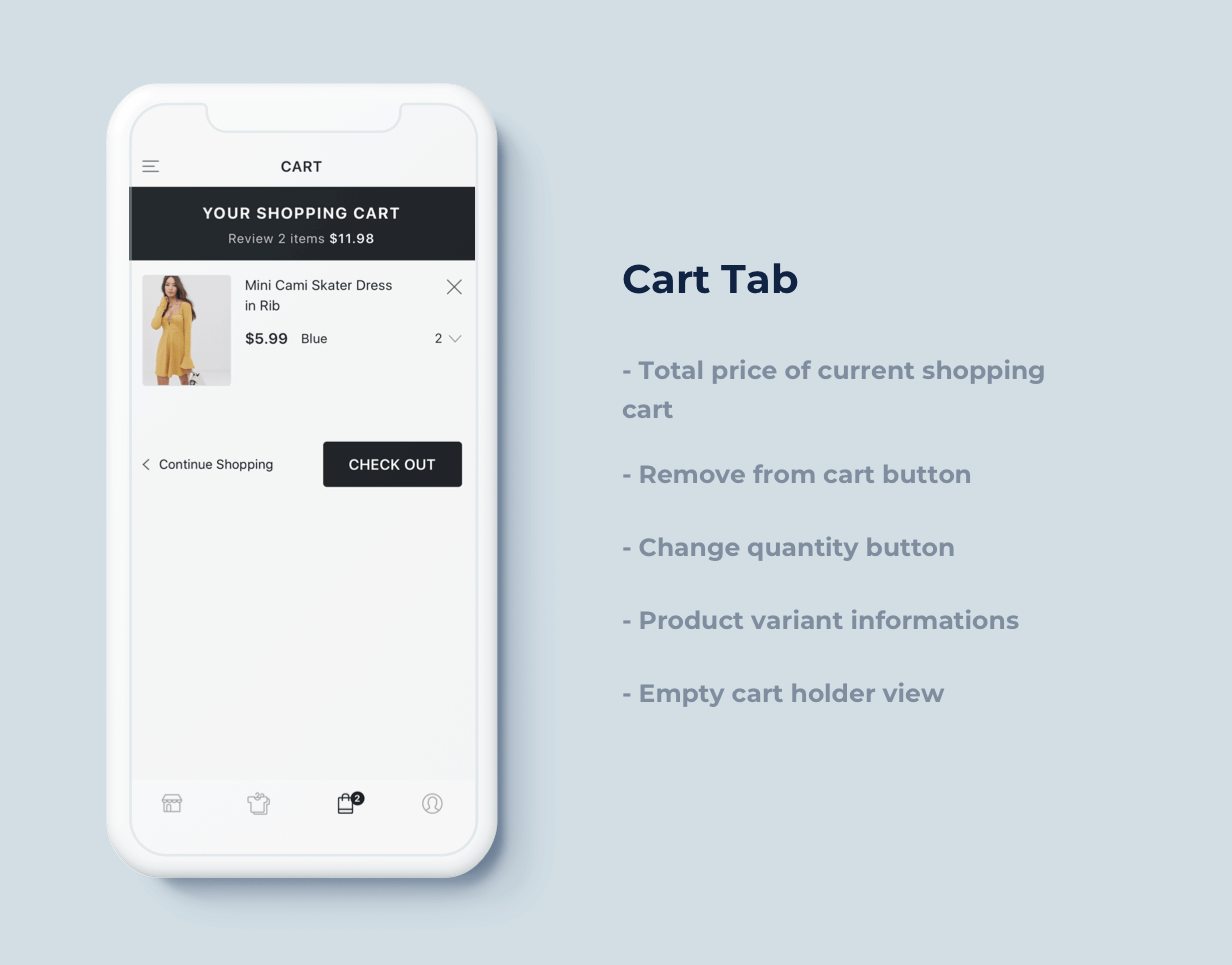 CART
YOUR SHOPPING CART
Review 2 items $11.98
Mini Cami Skater Dress
in Rib
$5.99 Blue 2
Continue Shopping CHECK OUT
2
Cart Tab
- Total price of current shopping
cart
- Remove from cart button
- Change quantity button
- Product variant informations
- Empty cart holder view